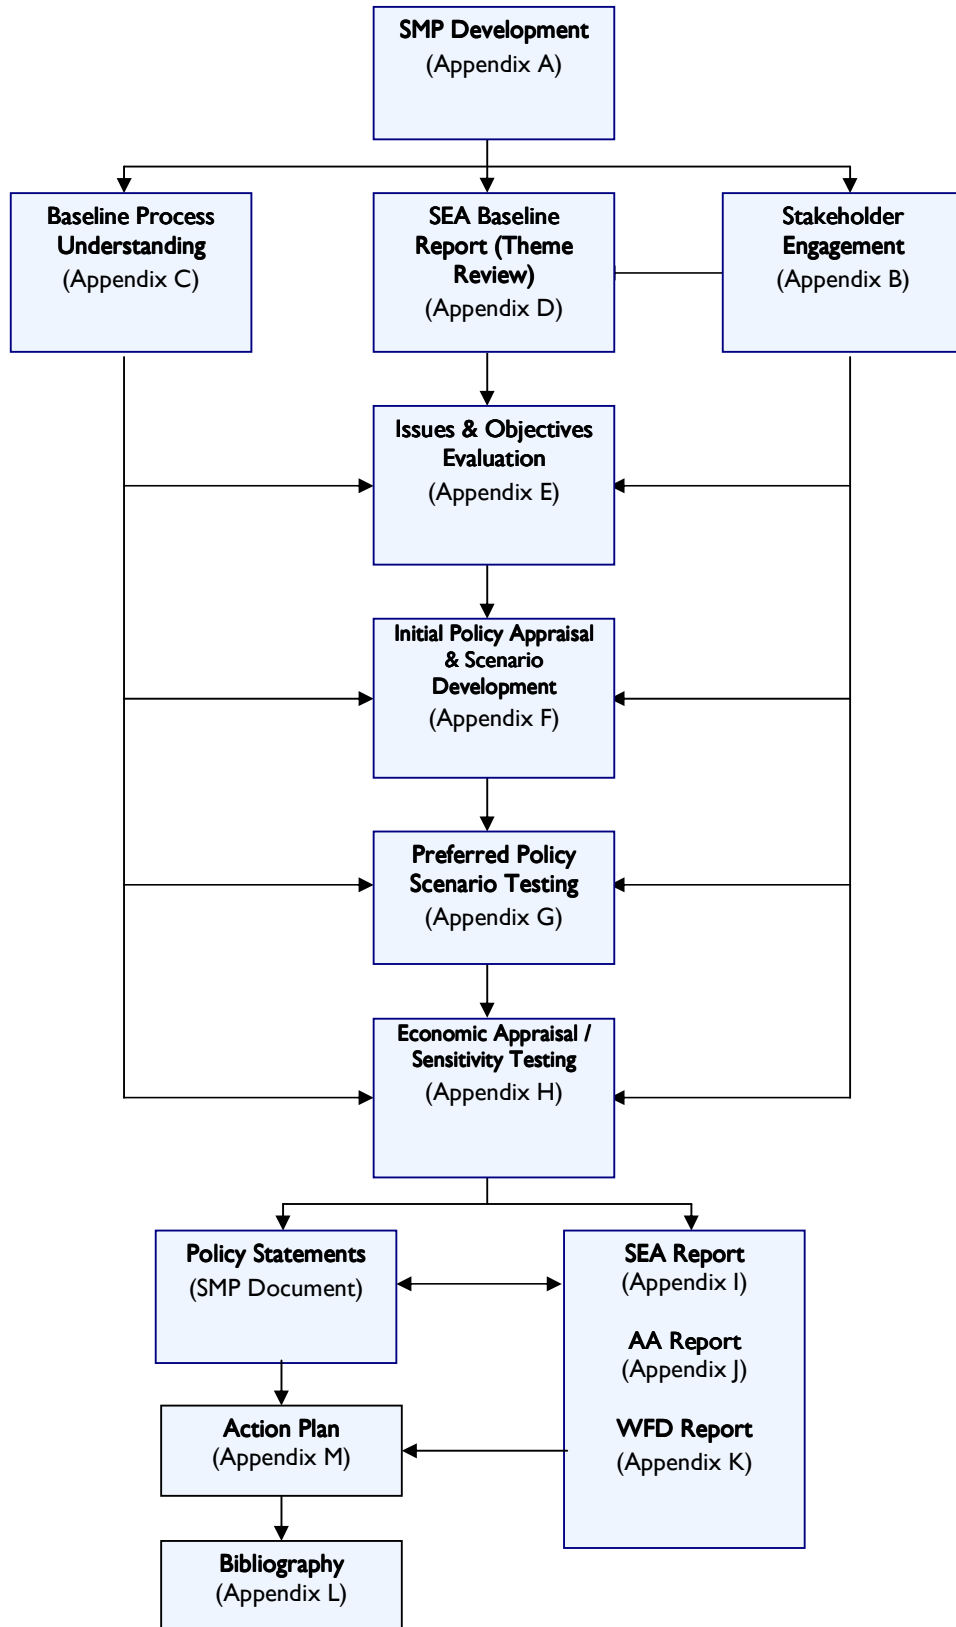 SMP Development
(Appendix A)
Baseline Process
Understanding
(Appendix C)
SEA Baseline
Report (Theme
Review)
(Appendix D)
Stakeholder
Engagement
(Appendix B)
Issues & Objectives
Evaluation
(Appendix E)
Initial Policy Appraisal
& Scenario
Development
(Appendix F)
Preferred Policy
Scenario Testing
(Appendix G)
Economic Appraisal /
Sensitivity Testing
(Appendix H)
Policy Statements
(SMP Document)
SEA Report
(Appendix I)
AA Report
(Appendix J)
WFD Report
(Appendix K)
Action Plan
(Appendix M)
Bibliography
(Appendix L)